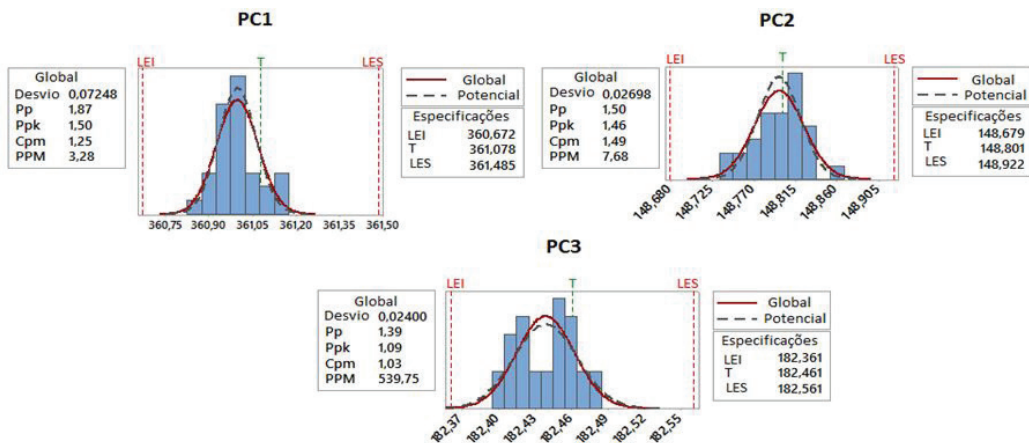 PC1
LEI T LES
Global
Desvio 0,07248
Pp 1,87
Ppk 1,50
Cpm 1,25
PPM 3,28
Global
Potencial
Especificações
LEI 360,672
T 361,078
LES 361,485
360,75 360,90 361,05 361,20 361,35 361,50
PC2
LEI T LES
Global
Desvio 0,02698
Pp 1,50
Ppk 1,46
Cpm 1,49
PPM 7,68
Global
Potencial
Especificações
LEI 148,679
T 148,801
LES 148,922
148,680 148,725 148,770 148,815 148,860 148,905
PC3
LEI T LES
Global
Desvio 0,02400
Pp 1,39
Ppk 1,09
Cpm 1,03
PPM 539,75
Global
Potencial
Especificações
LEI 182,361
T 182,461
LES 182,561
182,37 182,40 182,43 182,46 182,49 182,52 182,55